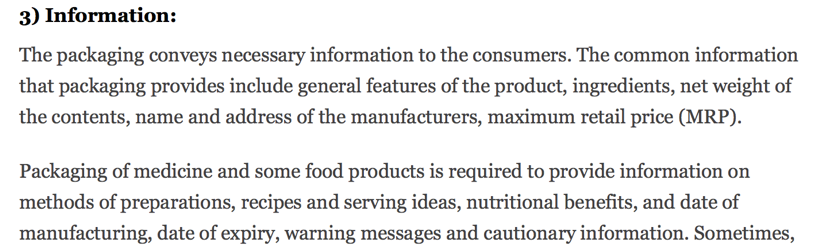 3) Information:
The packaging conveys necessary information to the consumers. The common information
that packaging provides include general features of the product, ingredients, net weight of
the contents, name and address of the manufacturers, maximum retail price (MRP).
Packaging of medicine and some food products is required to provide information on
methods of preparations, recipes and serving ideas, nutritional benefits, and date of
manufacturing, date of expiry, warning messages and cautionary information. Sometimes,